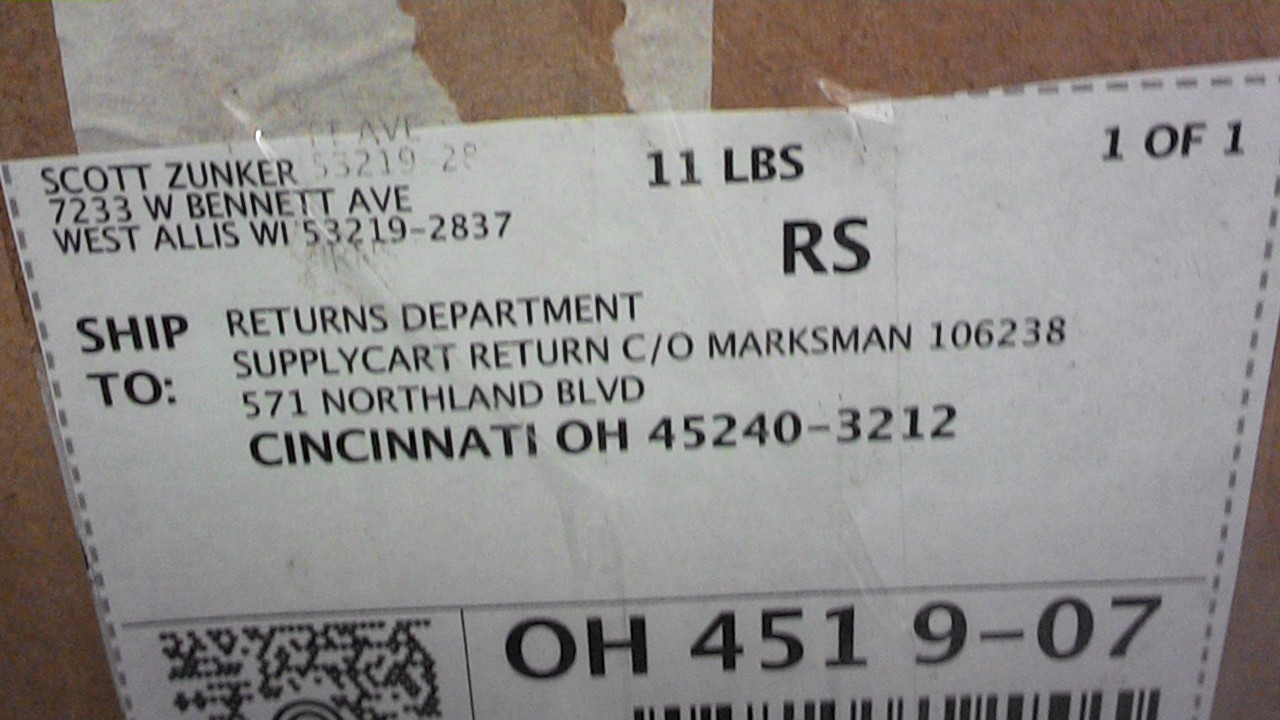 SCOTT ZUNKER
7233 W BENNETT AVE
WEST ALLIS WI 53219-2837
11 LBS
1 OF 1
RS
SHIP TO:
RETURNS DEPARTMENT
SUPPLYCART RETURN C/O MARKSMAN 106238
571 NORTHLAND BLVD
CINCINNATI OH 45240-3212
OH 451 9-07